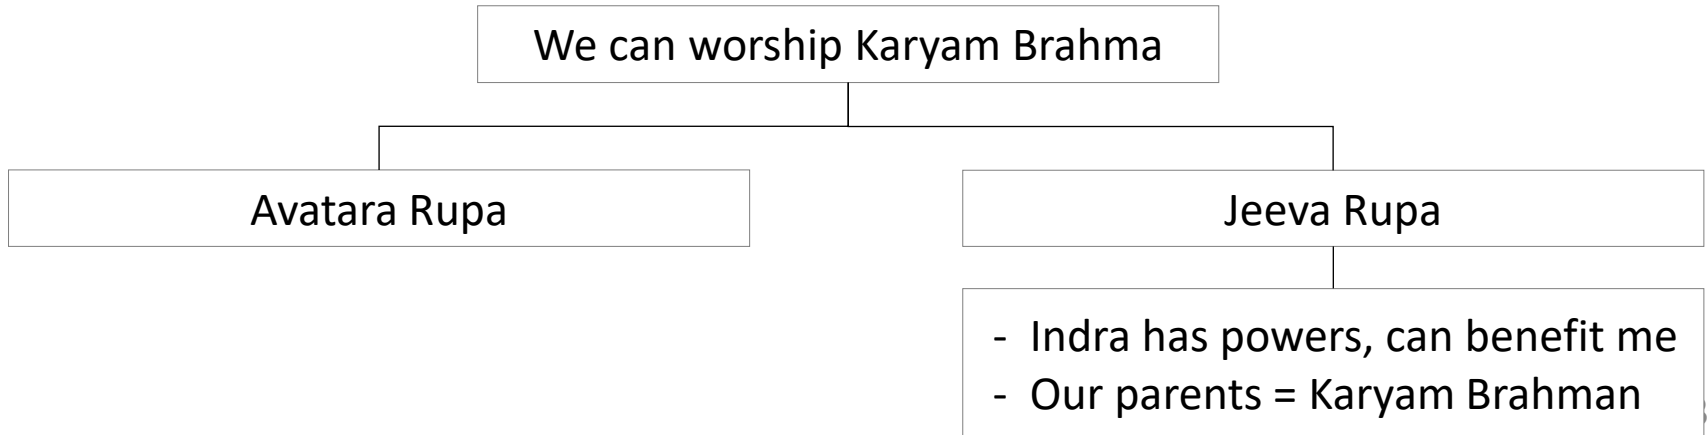 We can worship Karyam Brahma
Avatara Rupa
Jeeva Rupa
- Indra has powers, can benefit me
- Our parents = Karyam Brahman